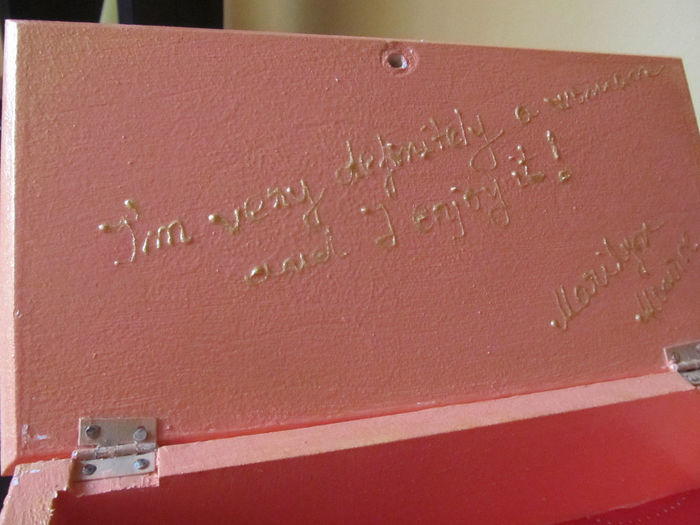 I'm very definitely a woman
and I enjoy it!
Marilyn
Monroe